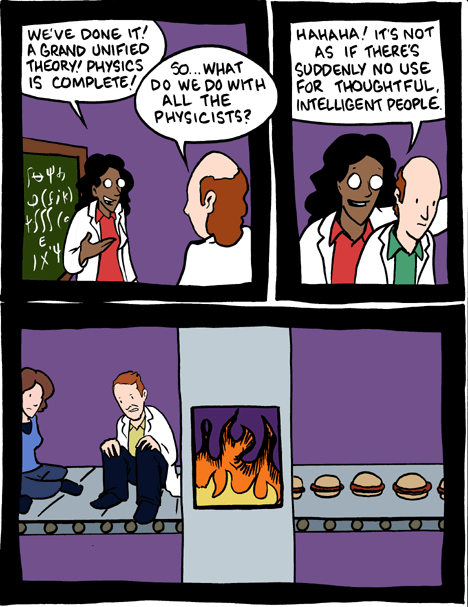 WE'VE DONE IT!
A GRAND UNIFIED
THEORY! PHYSICS
IS COMPLETE!
SO...WHAT
DO WE DO WITH
ALL THE
PHYSICISTS?
HAHAHA! IT'S NOT
AS IF THERE'S
SUDDENLY NO USE
FOR THOUGHTFUL,
INTELLIGENT PEOPLE.